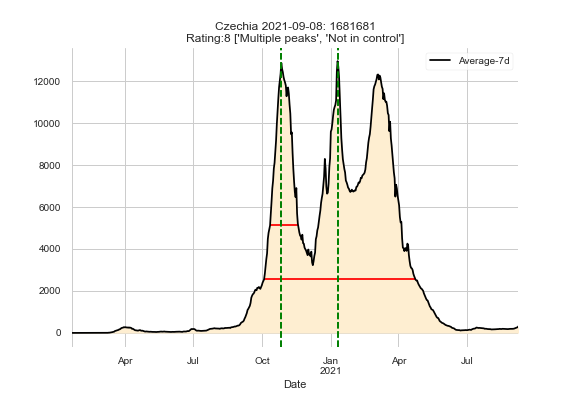 Czechia 2021-09-08: 1681681
Rating:8 ['Multiple peaks', 'Not in control']
Average-7d
12000
10000
8000
6000
4000
2000
0
Apr Jul Oct Jan Apr Jul
2021
Date